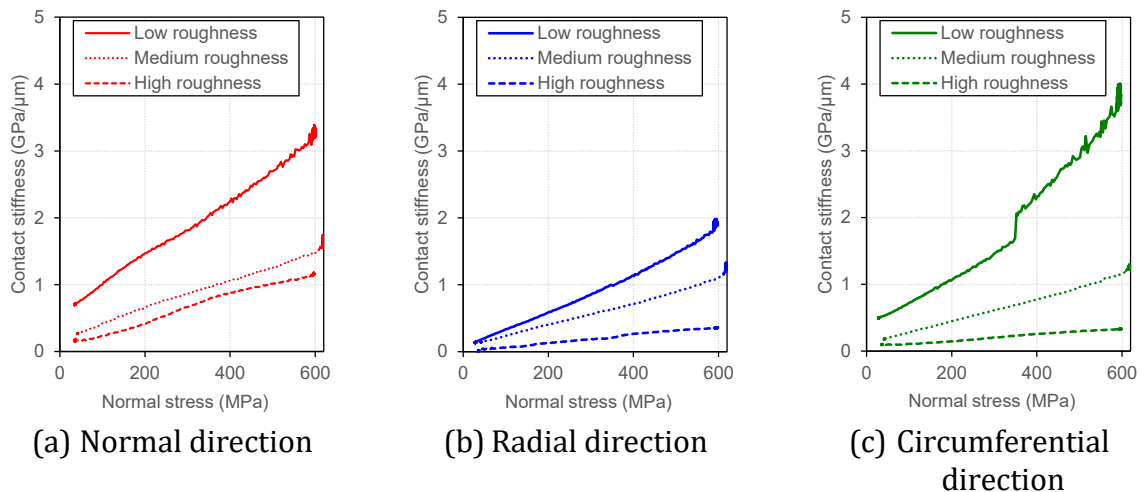 5
4
3
2
1
0
Contact stiffness (GPa/µm)
Low roughness
Medium roughness
High roughness
0 200 400 600
Normal stress (MPa)
(a) Normal direction
5
4
3
2
1
0
Contact stiffness (GPa/µm)
Low roughness
Medium roughness
High roughness
0 200 400 600
Normal stress (MPa)
(b) Radial direction
5
4
3
2
1
0
Contact stiffness (GPa/µm)
Low roughness
Medium roughness
High roughness
0 200 400 600
Normal stress (MPa)
(c) Circumferential
direction